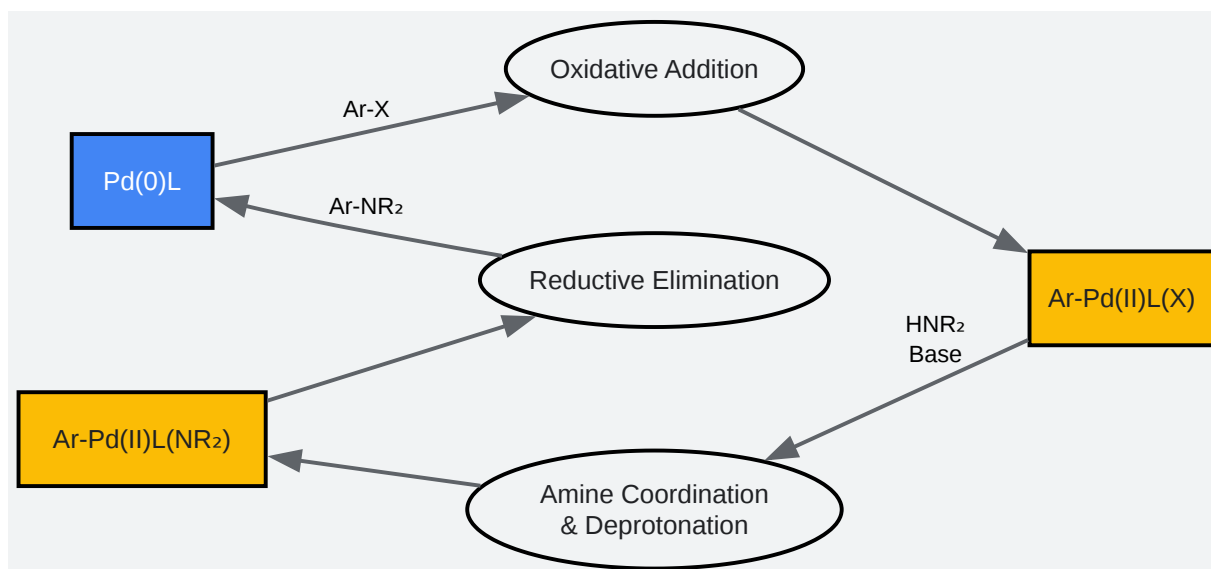 Oxidative Addition
Ar-X
Pd(0)L
Ar-NR₂
Reductive Elimination
Ar-Pd(II)L(X)
HNR₂
Base
Ar-Pd(II)L(NR₂)
Amine Coordination
& Deprotonation